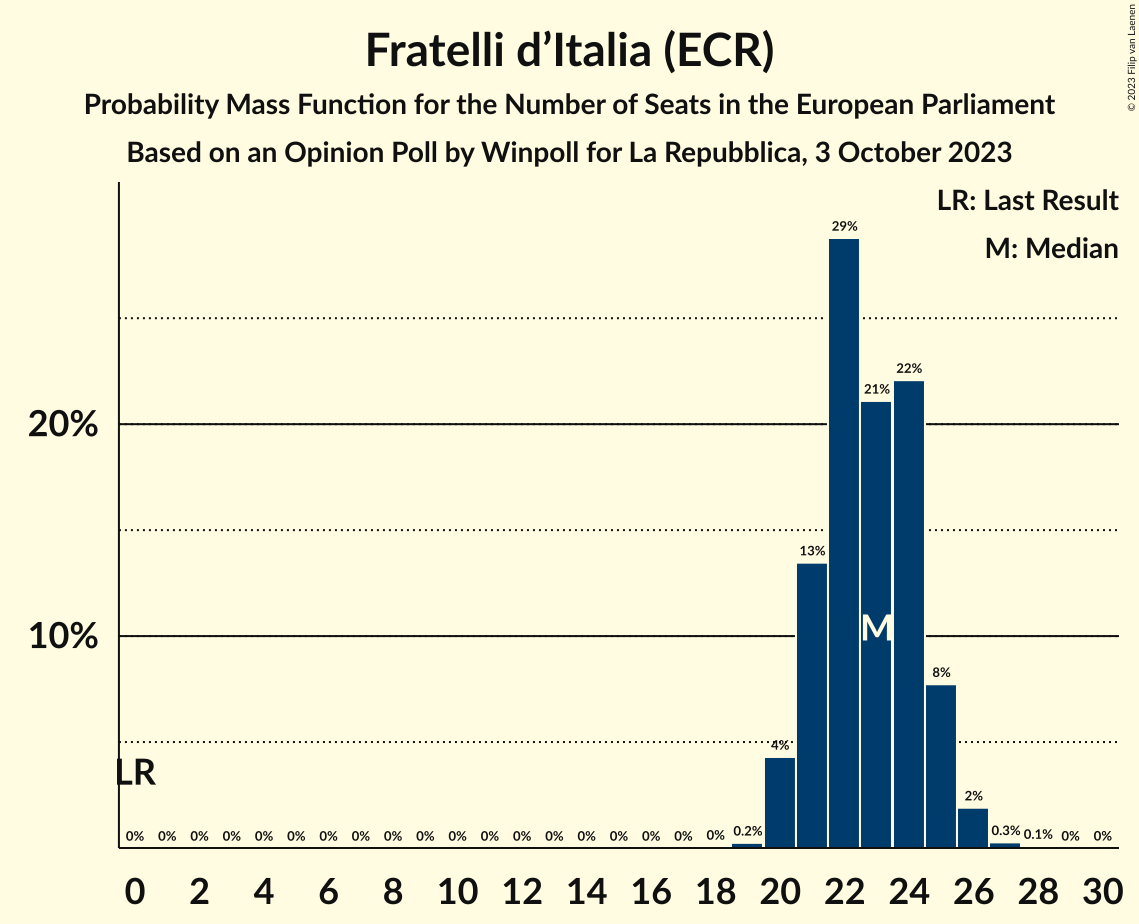 Fratelli d’Italia (ECR)
Probability Mass Function for the Number of Seats in the European Parliament
Based on an Opinion Poll by Winpoll for La Repubblica, 3 October 2023
© 2023 Filip van Laenen
LR: Last Result
M: Median
29%
22%
21%
20%
13%
M
10%
8%
4%
LR
2%
0% 0% 0% 0% 0% 0% 0% 0% 0% 0% 0% 0% 0% 0% 0% 0% 0% 0% 0% 0.2% 0.3% 0.1% 0% 0%
0 2 4 6 8 10 12 14 16 18 20 22 24 26 28 30